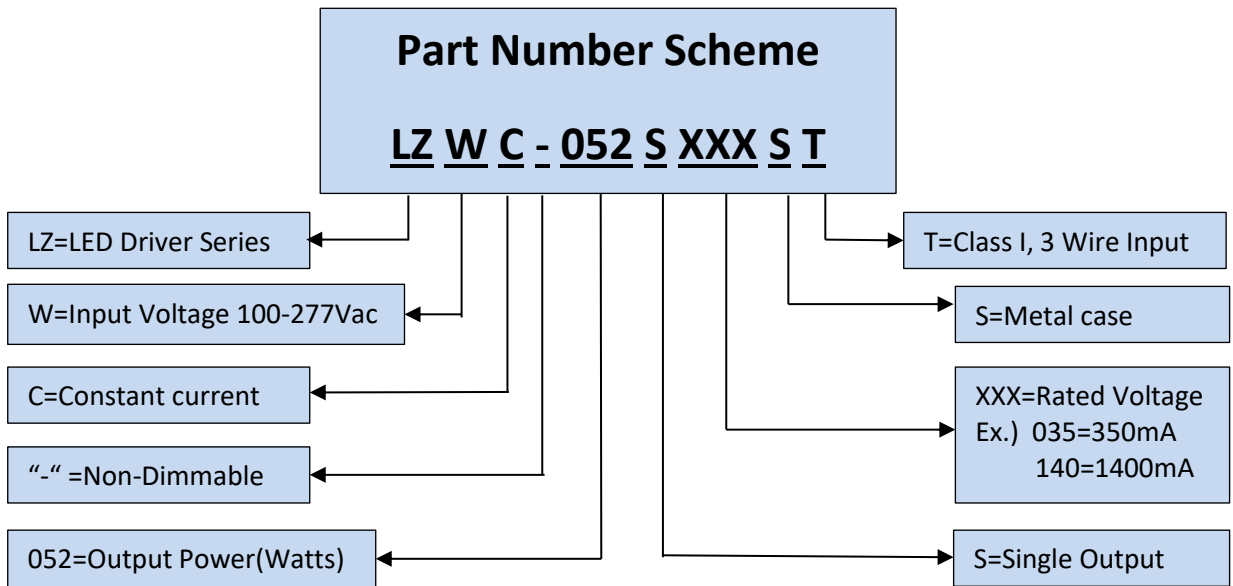 Part Number Scheme
LZ W C - 052 S XXX S T
LZ=LED Driver Series
W=Input Voltage 100-277Vac
C=Constant current
“-“ =Non-Dimmable
052=Output Power(Watts)
T=Class I, 3 Wire Input
S=Metal case
XXX=Rated Voltage
Ex.) 035=350mA
140=1400mA
S=Single Output